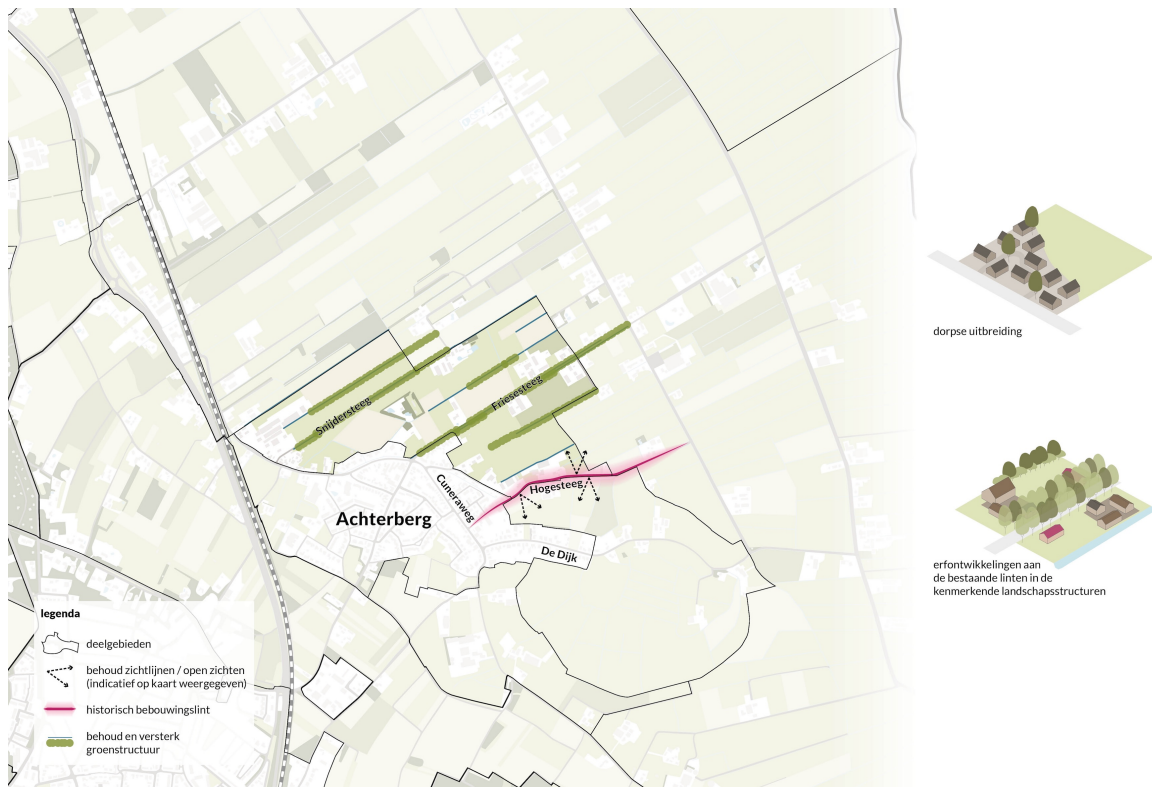 Snijdersteeg
Friesesteeg
Cuneraweg
Hogesteeg
Achterberg
De Dijk
legenda
deelgebieden
behoud zichtlijnen / open zichten
(indicatief op kaart weergegeven)
historisch bebouwingslint
behoud en versterk
groenstructuur
dorpse uitbreiding
erfontwikkelingen aan
de bestaande linten in de
kenmerkende landschapsstructuren